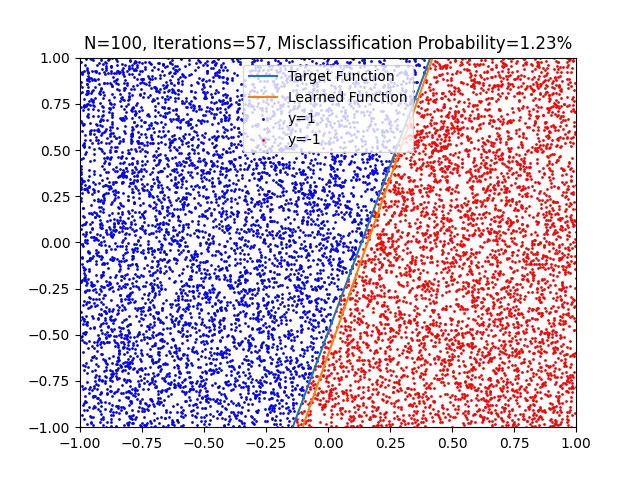 N=100, Iterations=57, Misclassification Probability=1.23%
Target Function
Learned Function
y=1
y=-1
1.00
0.75
0.50
0.25
0.00
−0.25
−0.50
−0.75
−1.00
−1.00 −0.75 −0.50 −0.25 0.00 0.25 0.50 0.75 1.00